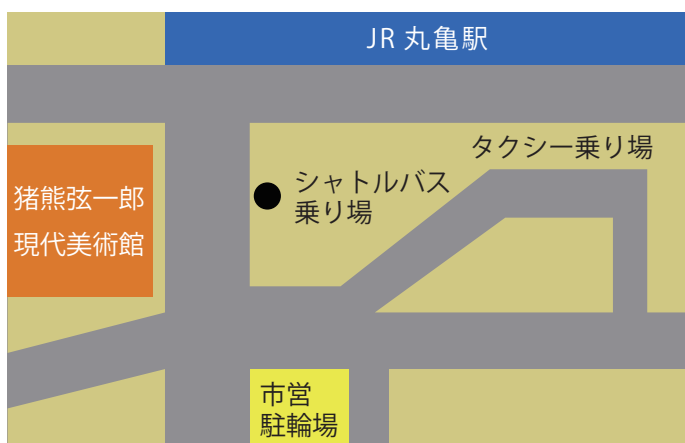 JR 丸亀駅
タクシー乗り場
シャトルバス
乗り場
猪熊弦一郎
現代美術館
市営
駐輪場